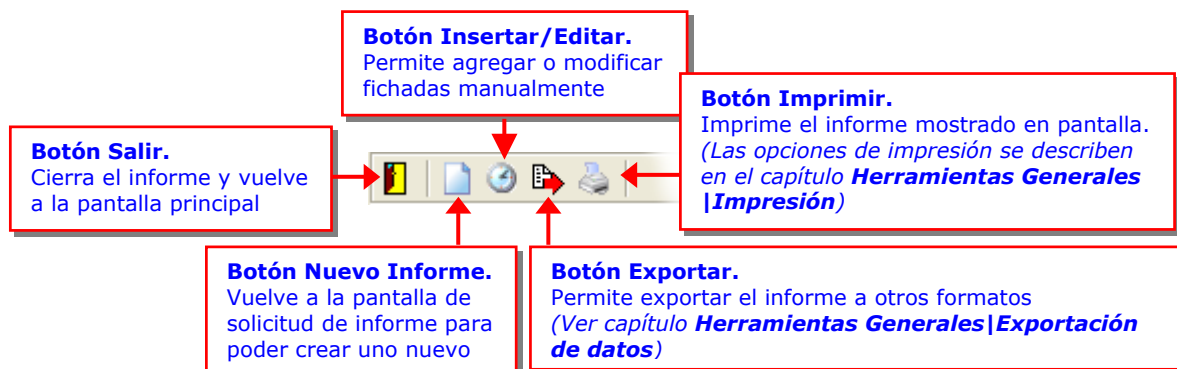 Botón Insertar/Editar.
Permite agregar o modificar
fichadas manualmente
Botón Imprimir.
Imprime el informe mostrado en pantalla.
(Las opciones de impresión se describen
en el capítulo Herramientas Generales
|Impresión)
Botón Salir.
Cierra el informe y vuelve
a la pantalla principal
Botón Nuevo Informe.
Vuelve a la pantalla de
solicitud de informe para
poder crear uno nuevo
Botón Exportar.
Permite exportar el informe a otros formatos
(Ver capítulo Herramientas Generales|Exportación
de datos)